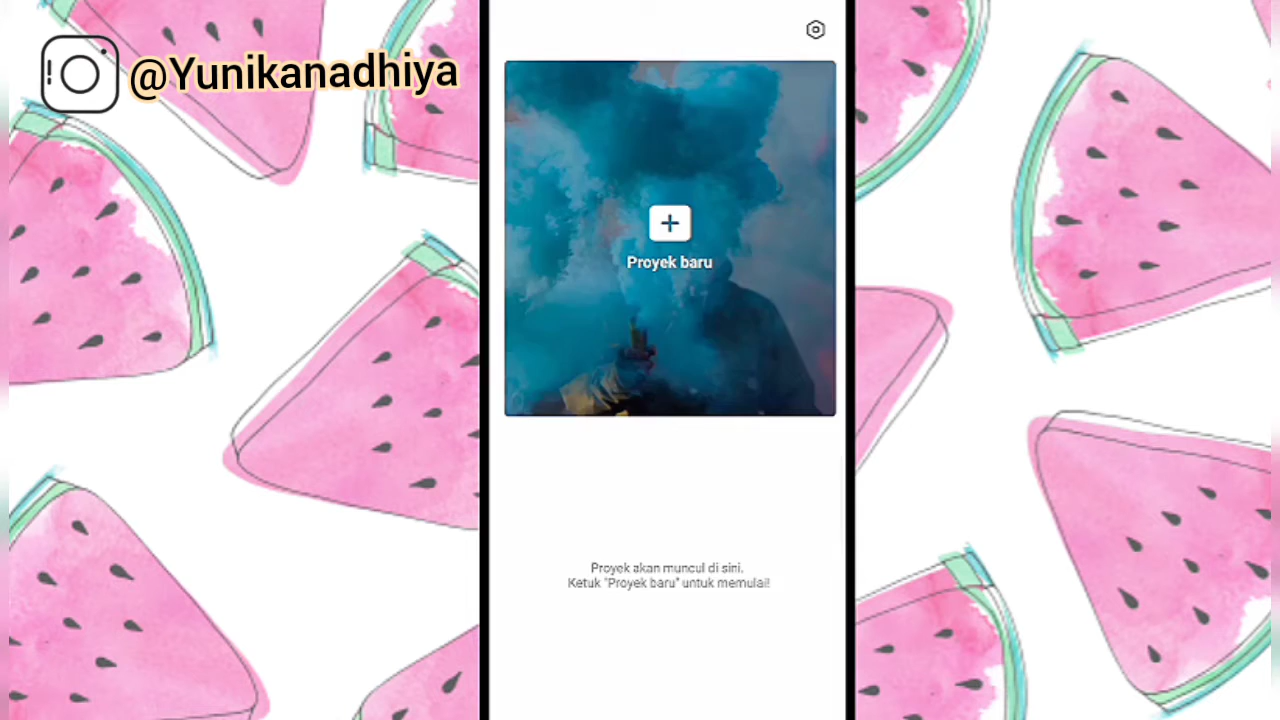 @Yunikanadhiya
Proyek baru
Proyek akan muncul di sini.
Ketuk "Proyek baru" untuk memulai!